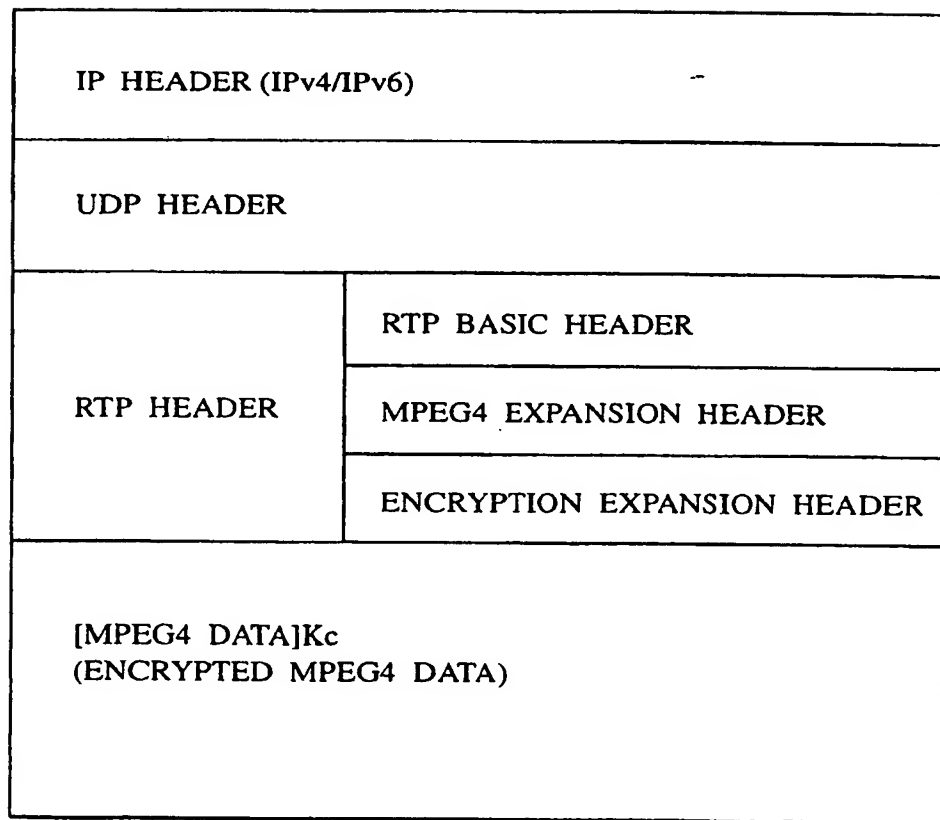 IP HEADER (IPv4/IPv6)
UDP HEADER
RTP HEADER
RTP BASIC HEADER
MPEG4 EXPANSION HEADER
ENCRYPTION EXPANSION HEADER
[MPEG4 DATA]Kc
(ENCRYPTED MPEG4 DATA)